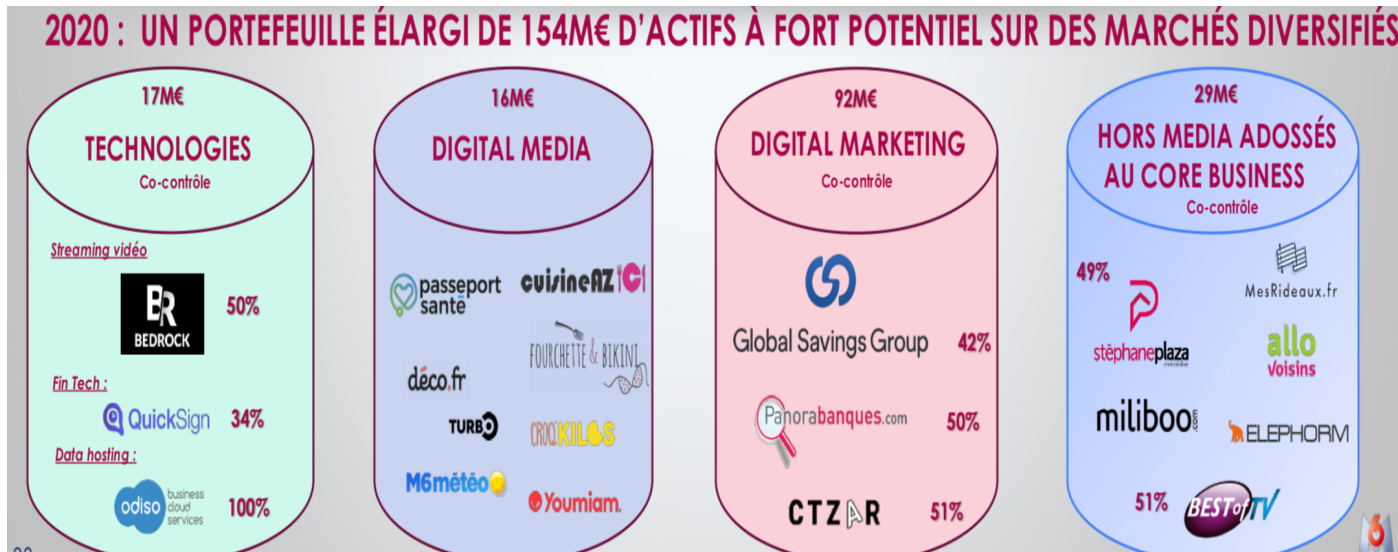 2020 : UN PORTEFEUILLE ÉLARGI DE 154M€ D'ACTIFS À FORT POTENTIEL SUR DES MARCHÉS DIVERSIFIÉS
17M€
TECHNOLOGIES
Co-contrôle
Streaming vidéo
BR
BEDROCK
50%
Fin Tech :
QuickSign
34%
Data hosting :
odiso
business
cloud
services
100%
16M€
DIGITAL MEDIA
passeport
santé
cuisineAZ
FOURCHETTE & BIKINI
déco.fr
TURBO
CROQ'KILOS
M6météo
Youmiam.
92M€
DIGITAL MARKETING
Co-contrôle
Global Savings Group
42%
Panorabanques.com
50%
CTZAR
51%
29M€
HORS MEDIA ADOSSÉS
AU CORE BUSINESS
Co-contrôle
49%
stéphaneplaza
MesRideaux.fr
allo
voisins
miliboo.com
ELEPHORM
51%
BEST of TV
6